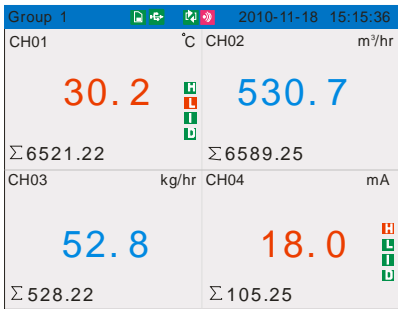 Group 1 2010-11-18 15:15:36
CH01 ℃ CH02 m³/hr
30.2 530.7
H
L
I
D
Σ6521.22 Σ6589.25
CH03 kg/hr CH04 mA
52.8 18.0
H
L
I
D
Σ528.22 Σ105.25